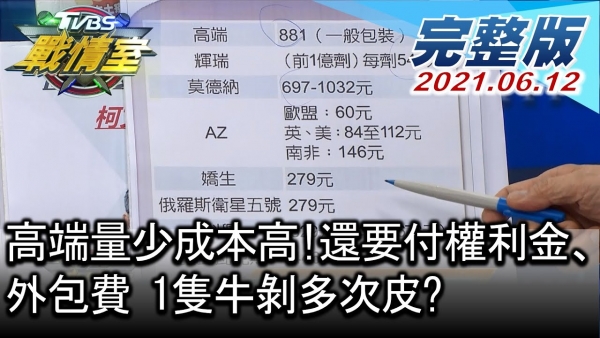 TVBS
戰情室
完整版
2021.06.12
高端 881（一般包裝）
輝瑞 （前1億劑）每劑54
莫德納 697-1032元
歐盟：60元
AZ 英、美：84至112元
南非：146元
嬌生 279元
俄羅斯衛星五號 279元
柯
高端量少成本高!還要付權利金、
外包費 1隻牛剝多次皮?